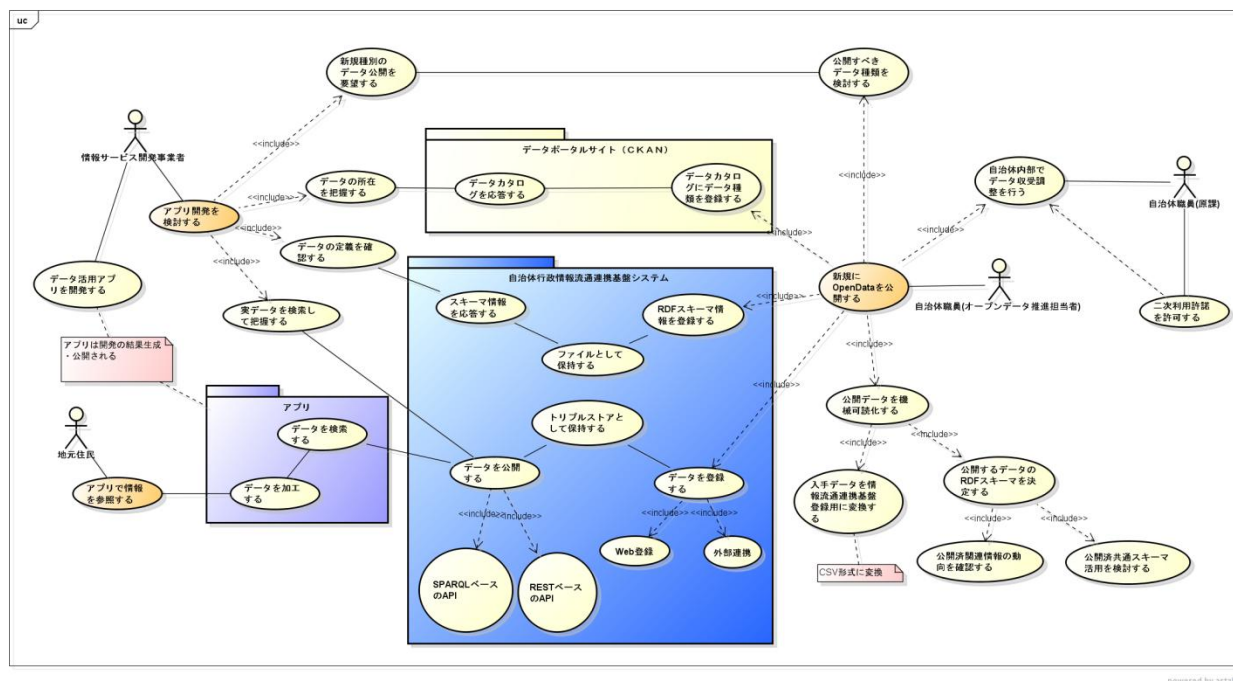 uc
新規種別の
データ公開を
要望する
公開すべき
データ種類を
検討する
情報サービス開発事業者
<<include>>
<<include>>
データポータルサイト（CKAN）
データの所在
を把握する
データカタロ
グを応答する
データカタロ
グにデータ種
類を登録する
自治体内部で
データ収受調
整を行う
自治体職員(原課)
アプリ開発を
検討する
<<include>>
<<include>>
<<include>>
<<include>>
データの定義を確
認する
<<include>>
自治体行政情報流通連携基盤システム
データ活用アプ
リを開発する
新規に
OpenDataを公
開する
自治体職員(オープンデータ推進担当者)
スキーマ情報
を応答する
RDFスキーマ情
報を登録する
<<include>>
二次利用許諾
を許可する
実データを検索し
て把握する
アプリは開発の結果生成
・公開される
ファイルとして
保持する
<<include>>
<<include>>
アプリ
公開データを機
械可読化する
地元住民
データを検索
する
トリプルストアと
して保持する
<<include>>
<<include>>
データを公開
する
データを登録
する
公開するデータの
RDFスキーマを決
定する
アプリで情報
を参照する
データを加工
する
入手データを情
報流通連携基盤
登録用に変換す
る
<<include>>
<<include>>
<<include>>
<<include>>
<<include>>
<<include>>
Web登録
外部連携
公開済関連情報の動
向を確認する
公開済共通スキーマ
活用を検討する
CSV形式に変換
SPARQLベース
のAPI
RESTベース
のAPI